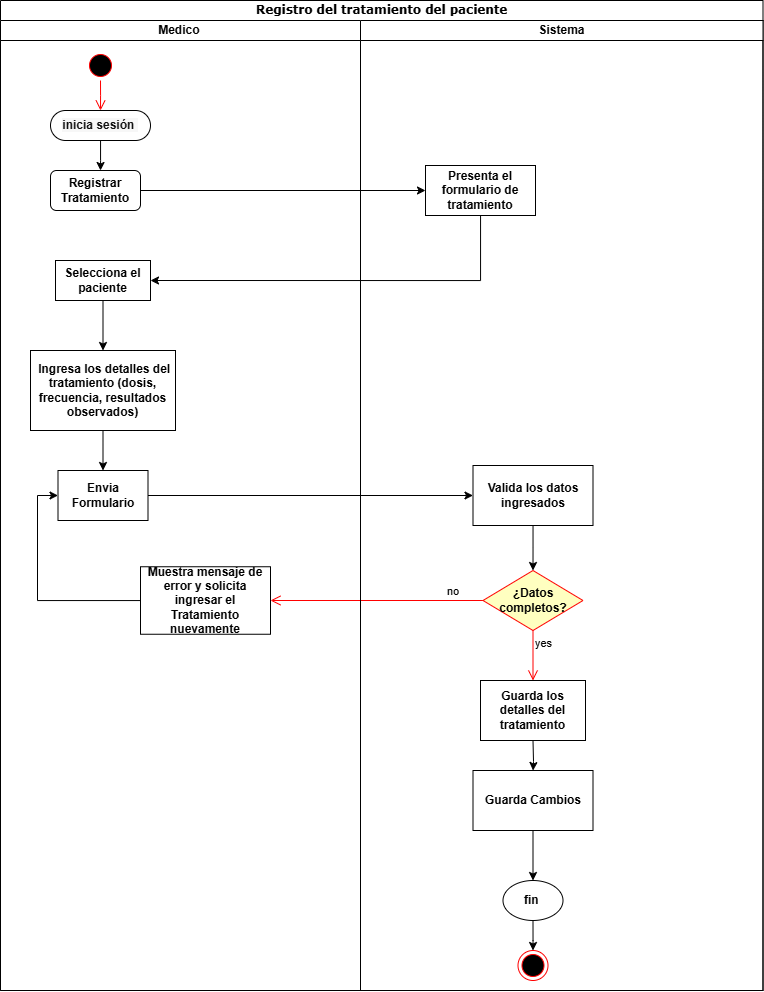 Registro del tratamiento del paciente
Medico
Sistema
inicia sesión
Registrar
Tratamiento
Presenta el
formulario de
tratamiento
Selecciona el
paciente
Ingresa los detalles del
tratamiento (dosis,
frecuencia, resultados
observados)
Envia
Formulario
Valida los datos
ingresados
Muestra mensaje de
error y solicita
ingresar el
Tratamiento
nuevamente
no
¿Datos
completos?
yes
Guarda los
detalles del
tratamiento
Guarda Cambios
fin